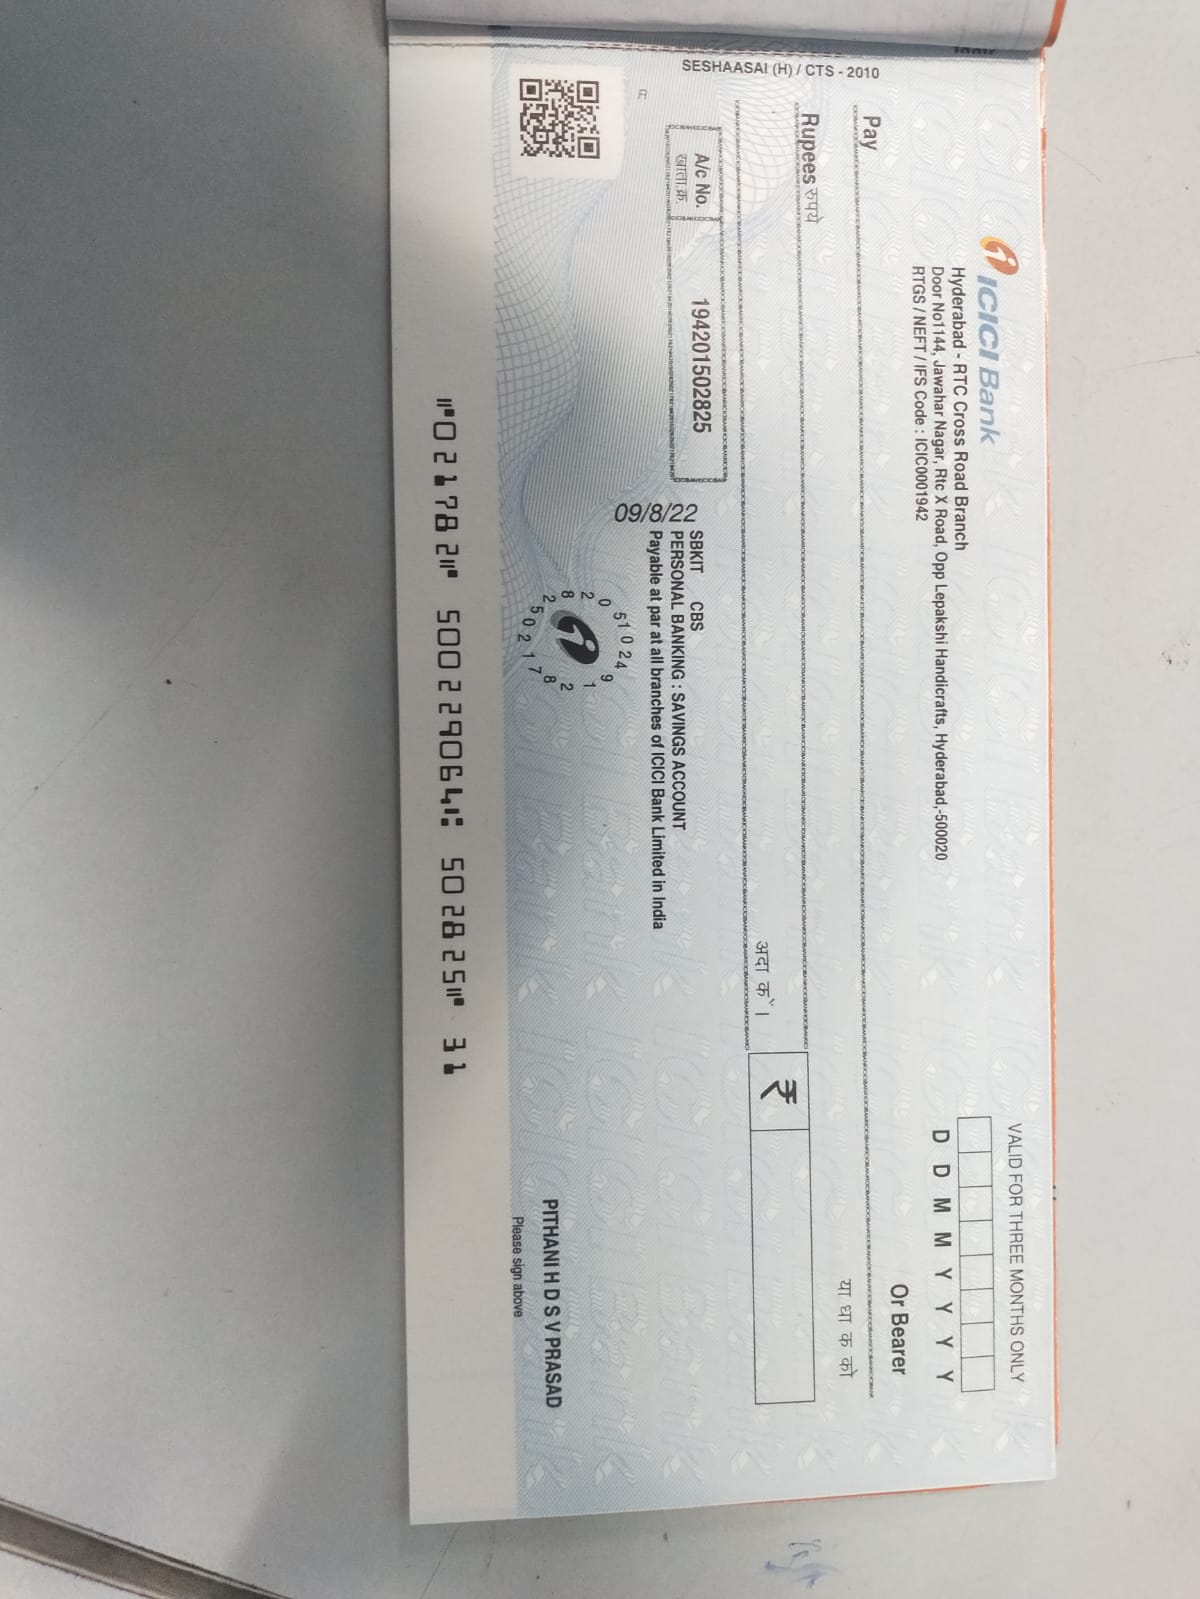 ICICI Bank
Hyderabad - RTC Cross Road Branch
Door No1144, Jawahar Nagar, Rtc X Road, Opp Lepakshi Handicrafts, Hyderabad,-500020
RTGS / NEFT / IFS Code : ICIC0001942
VALID FOR THREE MONTHS ONLY
D D M M Y Y Y Y
Or Bearer
Pay
या धा क को
Rupees रुपये
₹
अदा करें।
A/c No.
खाता.क्र.
194201502825
SESHAASAI (H) / CTS - 2010
09/8/22
SBKIT CBS
PERSONAL BANKING : SAVINGS ACCOUNT
Payable at par at all branches of ICICI Bank Limited in India
510249128712052820
PITHANI H D S V PRASAD
Please sign above
⑈021782⑈ 500229064⑆ 502825⑈ 31